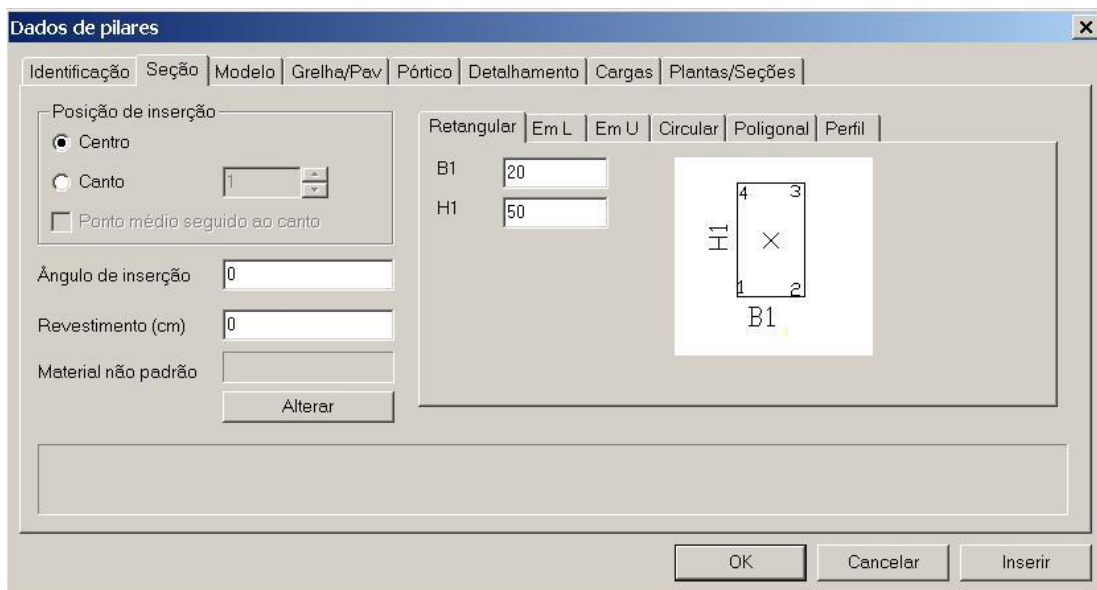 Dados de pilares
Identificação Seção Modelo Grelha/Pav Pórtico Detalhamento Cargas Plantas/Seções
Posição de inserção
Centro
Canto 1
Ponto médio seguido ao canto
Ângulo de inserção 0
Revestimento (cm) 0
Material não padrão
Alterar
Retangular Em L Em U Circular Poligonal Perfil
B1 20
H1 50
4 3
H1
1 2
B1
OK Cancelar Inserir